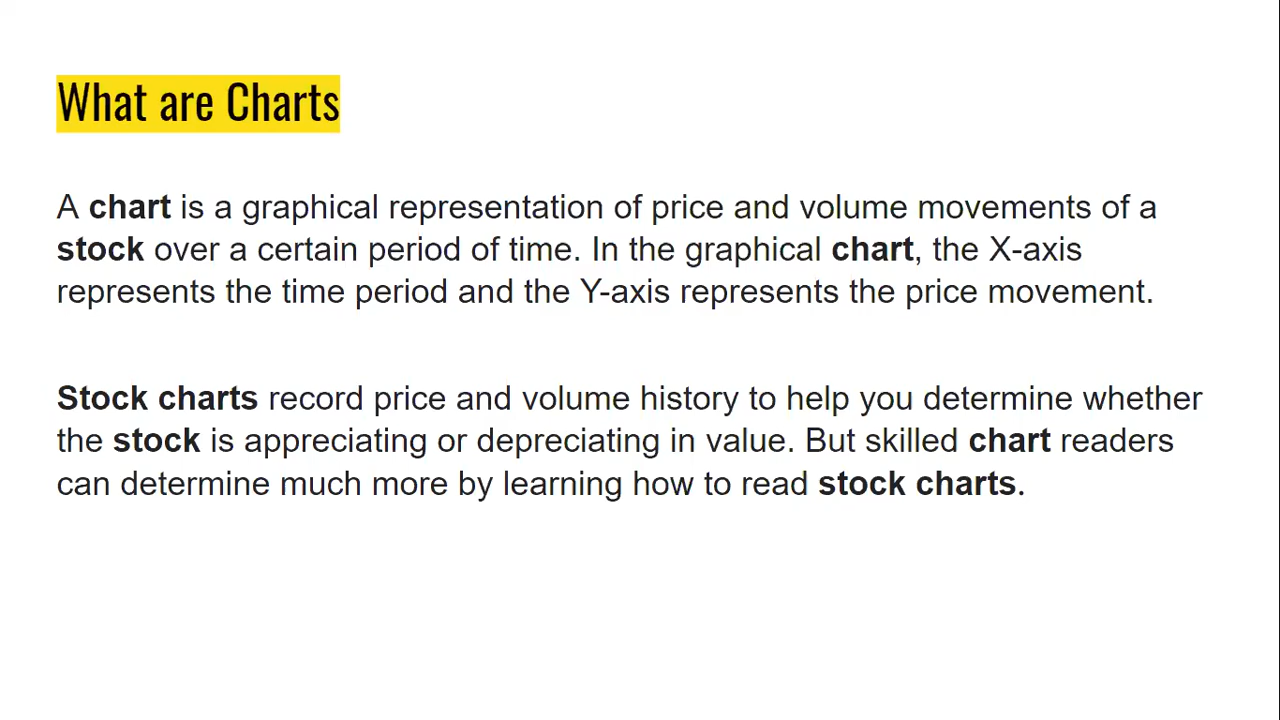 What are Charts
A chart is a graphical representation of price and volume movements of a
stock over a certain period of time. In the graphical chart, the X-axis
represents the time period and the Y-axis represents the price movement.
Stock charts record price and volume history to help you determine whether
the stock is appreciating or depreciating in value. But skilled chart readers
can determine much more by learning how to read stock charts.